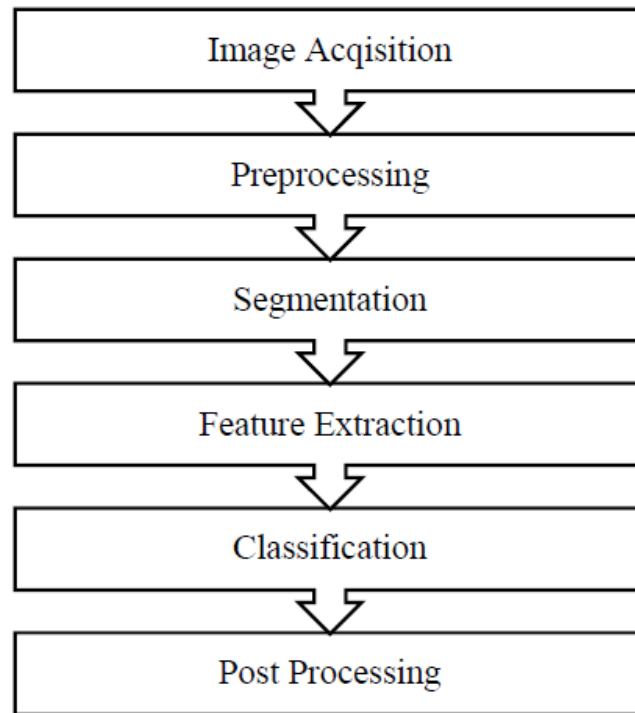 Image Acqisition
Preprocessing
Segmentation
Feature Extraction
Classification
Post Processing